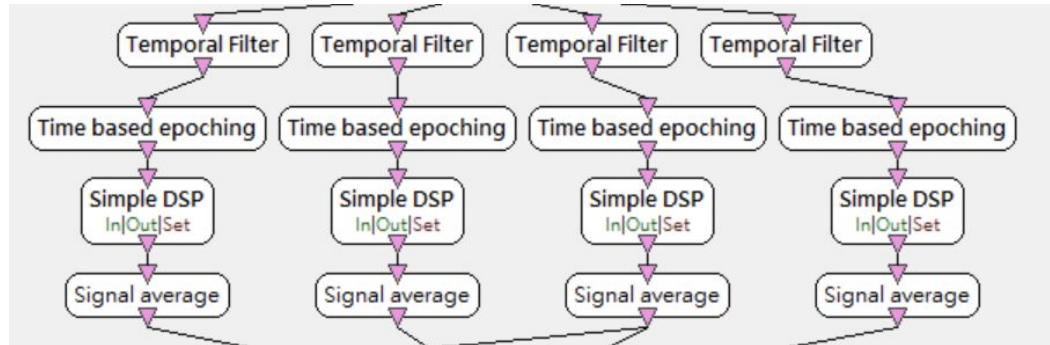 Temporal Filter Temporal Filter Temporal Filter Temporal Filter
Time based epoching Time based epoching Time based epoching Time based epoching
Simple DSP Simple DSP Simple DSP Simple DSP
In|Out|Set In|Out|Set In|Out|Set In|Out|Set
Signal average Signal average Signal average Signal average